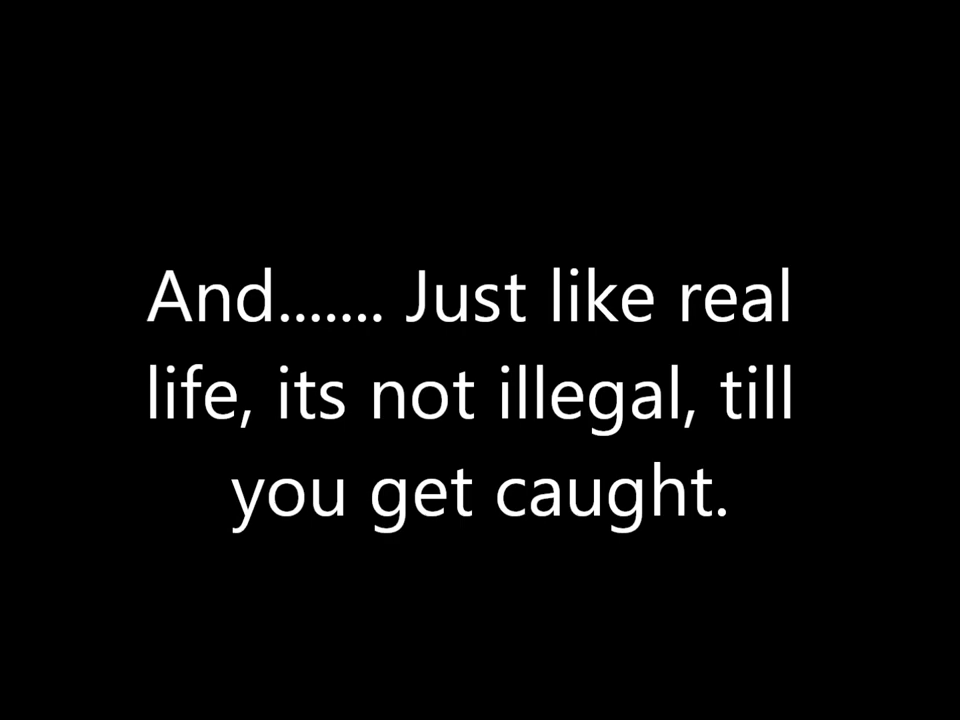 And....... Just like real
life, its not illegal, till
you get caught.